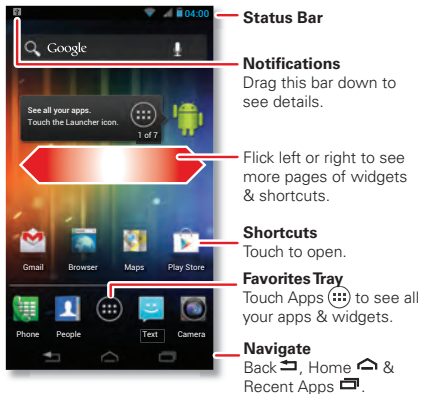 04:00
Google
See all your apps.
Touch the Launcher icon.
1 of 7
Gmail
Browser
Maps
Play Store
Phone
People
Text
Camera
Status Bar
Notifications
Drag this bar down to
see details.
Flick left or right to see
more pages of widgets
& shortcuts.
Shortcuts
Touch to open.
Favorites Tray
Touch Apps to see all
your apps & widgets.
Navigate
Back , Home &
Recent Apps .